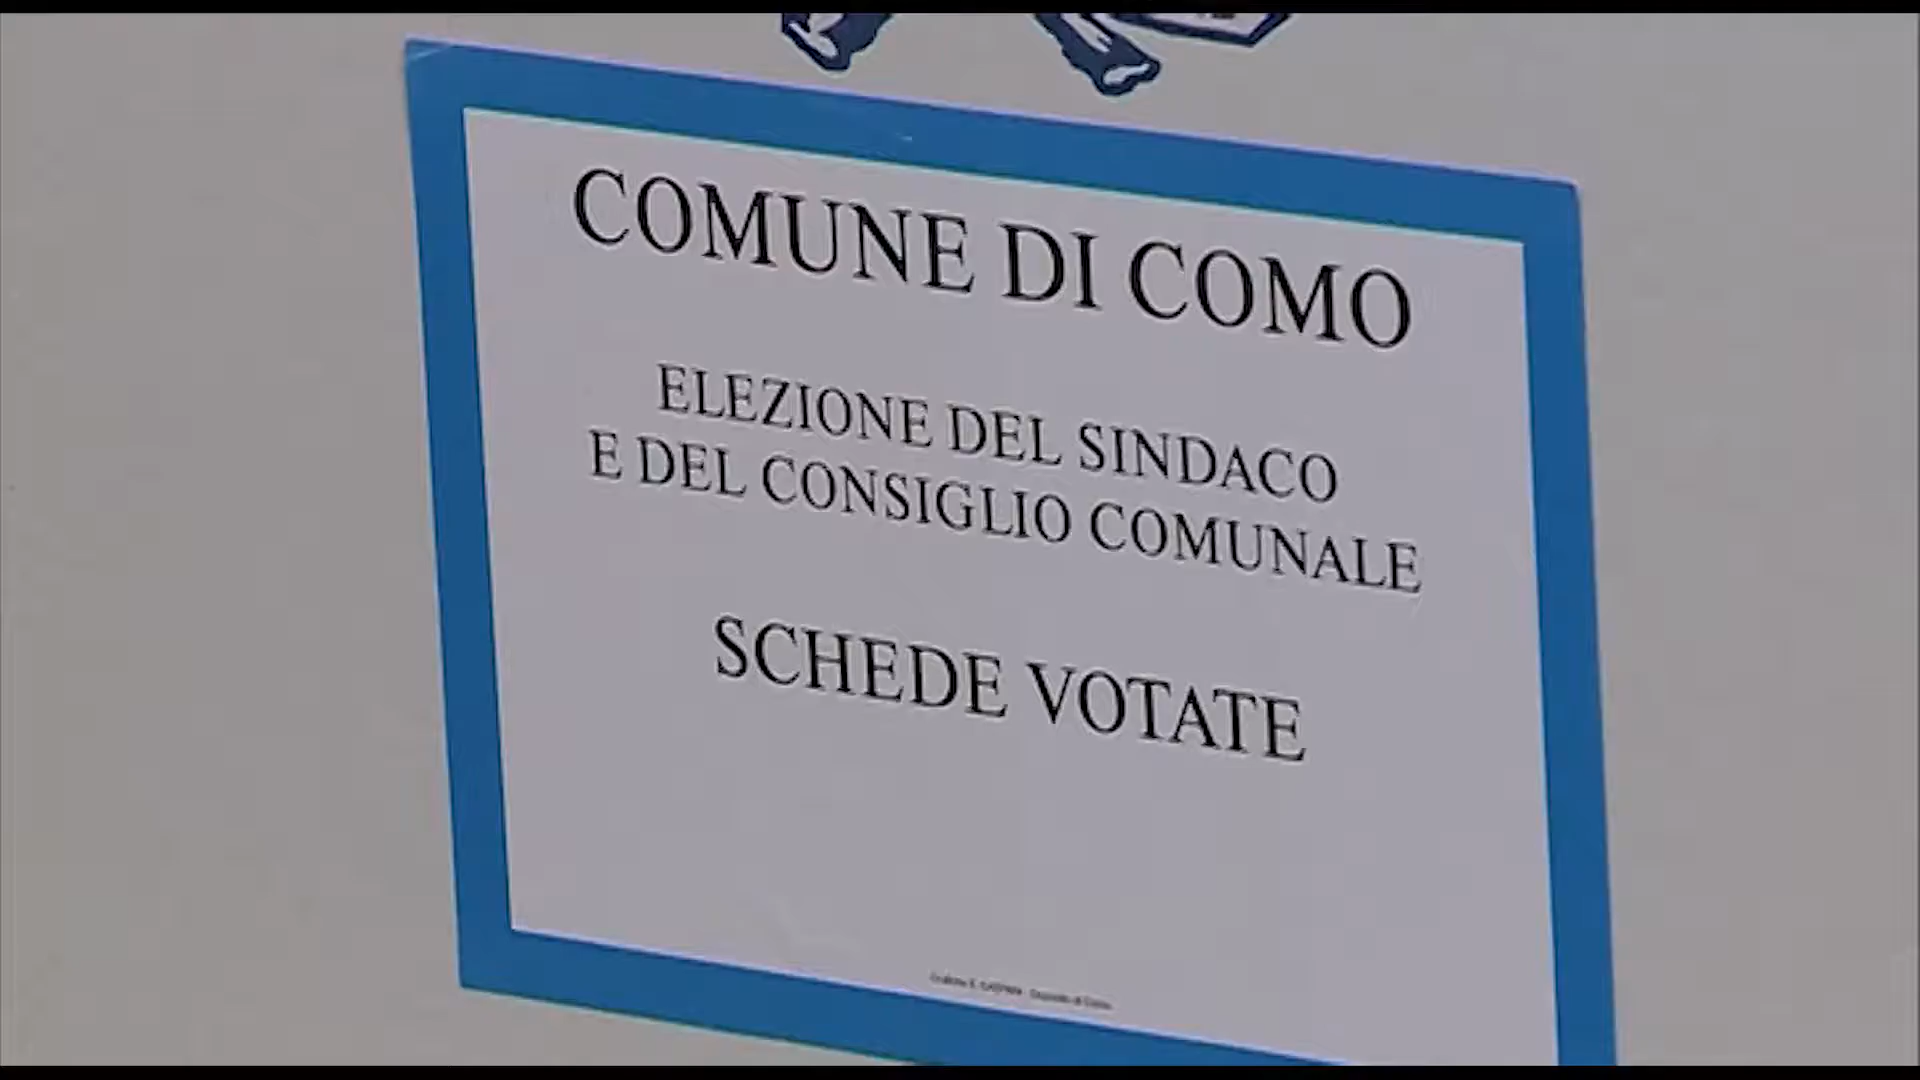 COMUNE DI COMO
ELEZIONE DEL SINDACO
E DEL CONSIGLIO COMUNALE
SCHEDE VOTATE